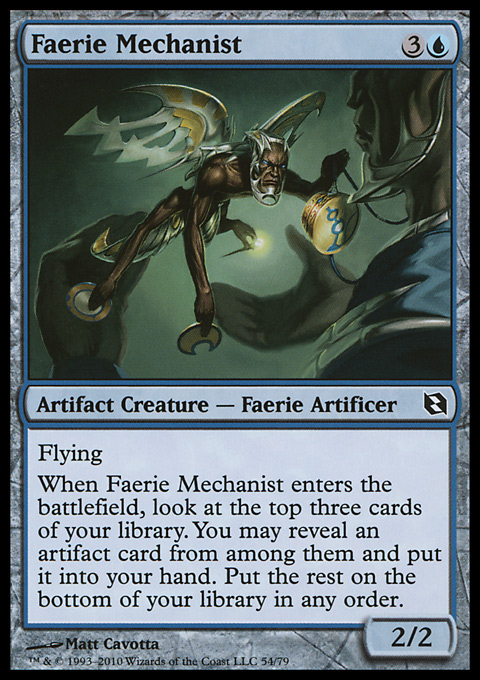 Faerie Mechanist 3
Artifact Creature — Faerie Artificer
Flying
When Faerie Mechanist enters the
battlefield, look at the top three cards
of your library. You may reveal an
artifact card from among them and put
it into your hand. Put the rest on the
bottom of your library in any order.
Matt Cavotta
2/2
™ & © 1993–2010 Wizards of the Coast LLC 54/79